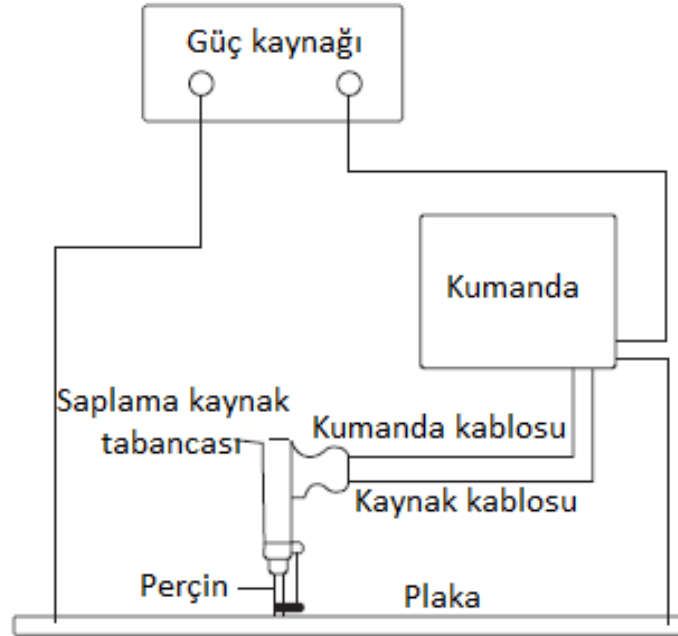 Güç kaynağı
Kumanda
Saplama kaynak
tabancası
Kumanda kablosu
Kaynak kablosu
Perçin
Plaka